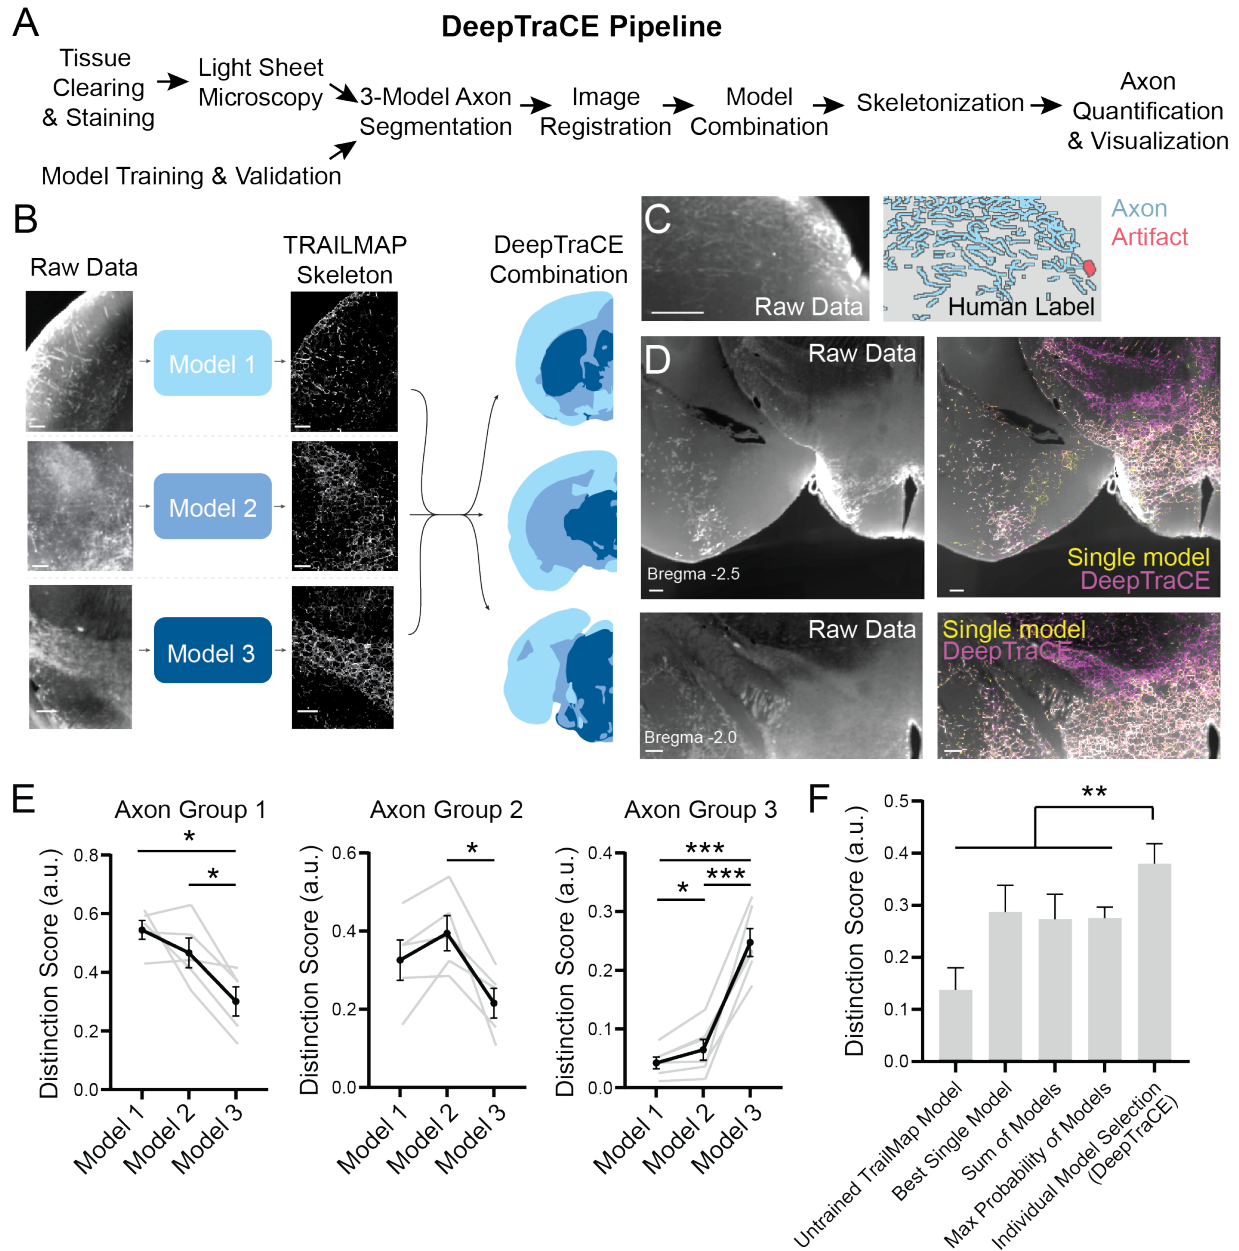 A
DeepTraCE Pipeline
Tissue
Clearing
& Staining
Light Sheet
Microscopy
Model Training & Validation
3-Model Axon
Segmentation
Image
Registration
Model
Combination
Skeletonization
Axon
Quantification
& Visualization
B
Raw Data
TRAILMAP
Skeleton
DeepTraCE
Combination
Model 1
Model 2
Model 3
C
Raw Data
Human Label
Axon
Artifact
D
Raw Data
Bregma -2.5
Single model
DeepTraCE
Raw Data
Bregma -2.0
Single model
DeepTraCE
E
Axon Group 1
Distinction Score (a.u.)
0.8
0.6
0.4
0.2
0.0
*
*
Model 1
Model 2
Model 3
Axon Group 2
Distinction Score (a.u.)
0.6
0.4
0.2
0.0
*
Model 1
Model 2
Model 3
Axon Group 3
Distinction Score (a.u.)
0.4
0.3
0.2
0.1
0.0
***
***
*
Model 1
Model 2
Model 3
F
Distinction Score (a.u.)
0.5
0.4
0.3
0.2
0.1
0.0
**
Untrained TrailMap Model
Best Single Model
Sum of Models
Max Probability of Models
Individual Model Selection
(DeepTraCE)